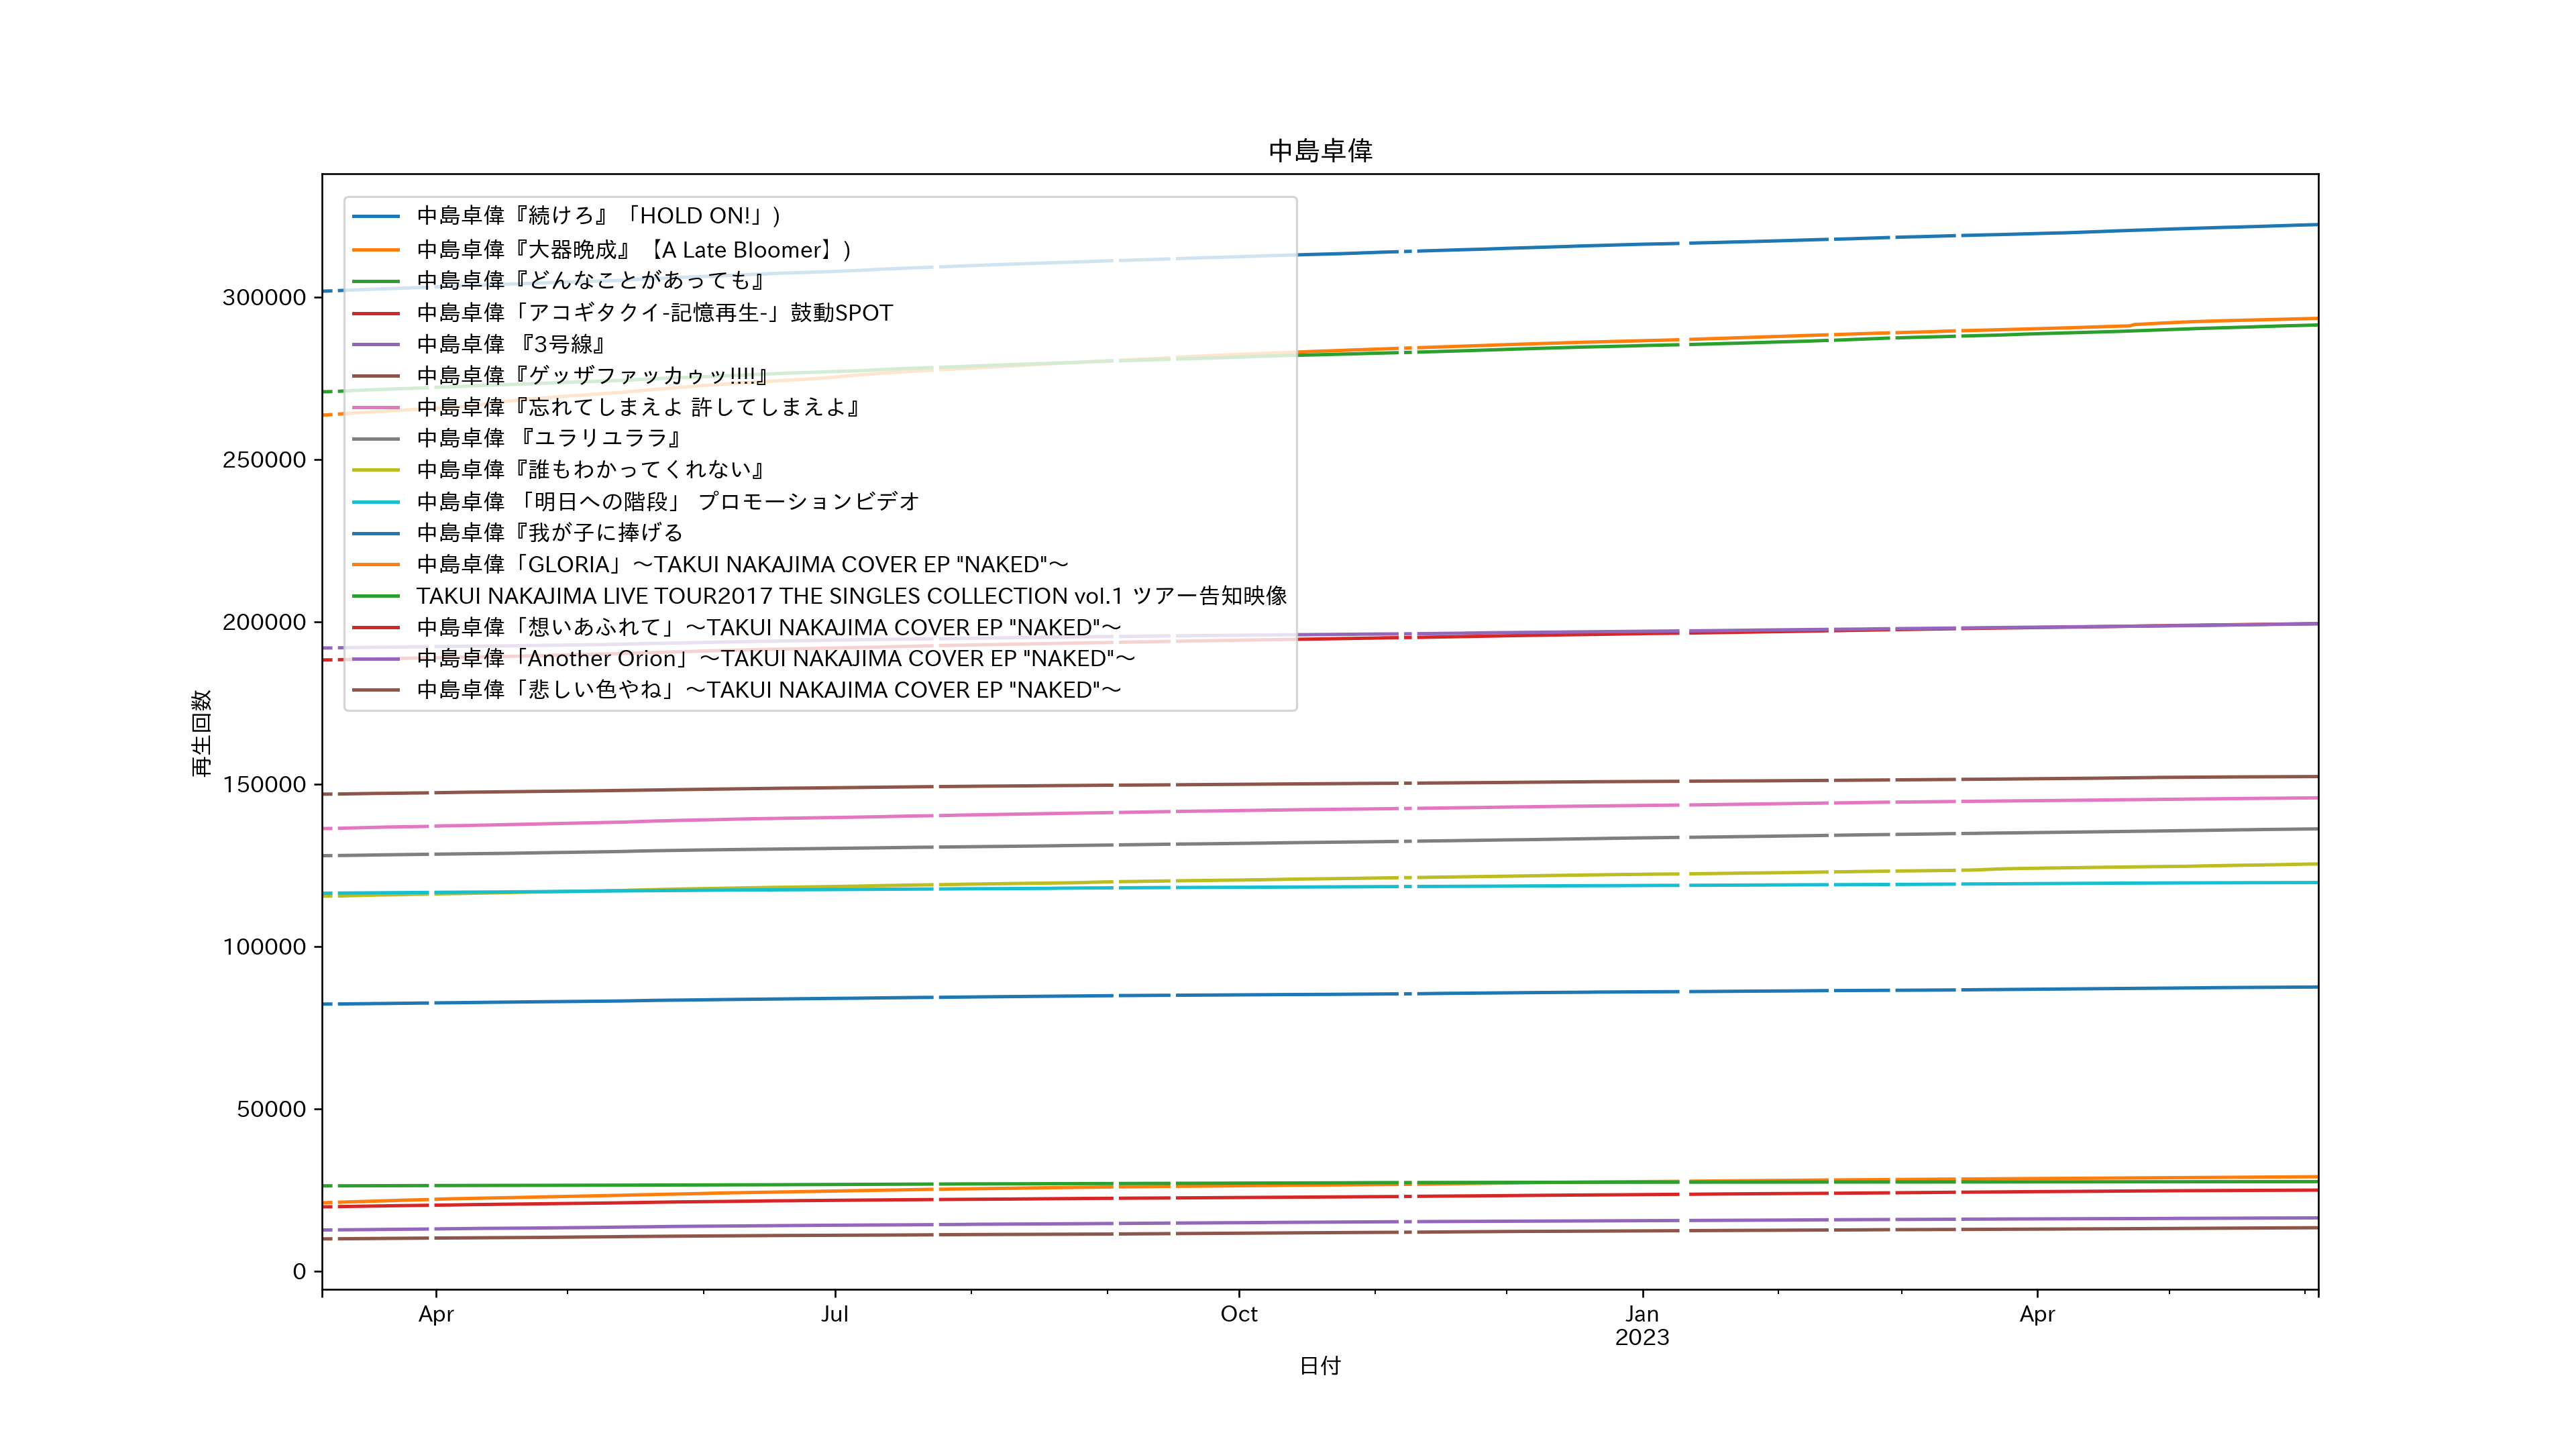 中島卓偉
中島卓偉『続けろ』「HOLD ON!」)
中島卓偉『大器晩成』【A Late Bloomer】)
中島卓偉『どんなことがあっても』
中島卓偉「アコギタクイ-記憶再生-」鼓動SPOT
中島卓偉 『3号線』
中島卓偉『ゲッザファッカゥッ!!!!』
中島卓偉『忘れてしまえよ 許してしまえよ』
中島卓偉 『ユラリユララ』
中島卓偉『誰もわかってくれない』
中島卓偉 「明日への階段」 プロモーションビデオ
中島卓偉『我が子に捧げる
中島卓偉「GLORIA」〜TAKUI NAKAJIMA COVER EP "NAKED"〜
TAKUI NAKAJIMA LIVE TOUR2017 THE SINGLES COLLECTION vol.1 ツアー告知映像
中島卓偉「想いあふれて」〜TAKUI NAKAJIMA COVER EP "NAKED"〜
中島卓偉「Another Orion」〜TAKUI NAKAJIMA COVER EP "NAKED"〜
中島卓偉「悲しい色やね」〜TAKUI NAKAJIMA COVER EP "NAKED"〜
再生回数
300000
250000
200000
150000
100000
50000
0
Apr Jul Oct Jan Apr
2023
日付